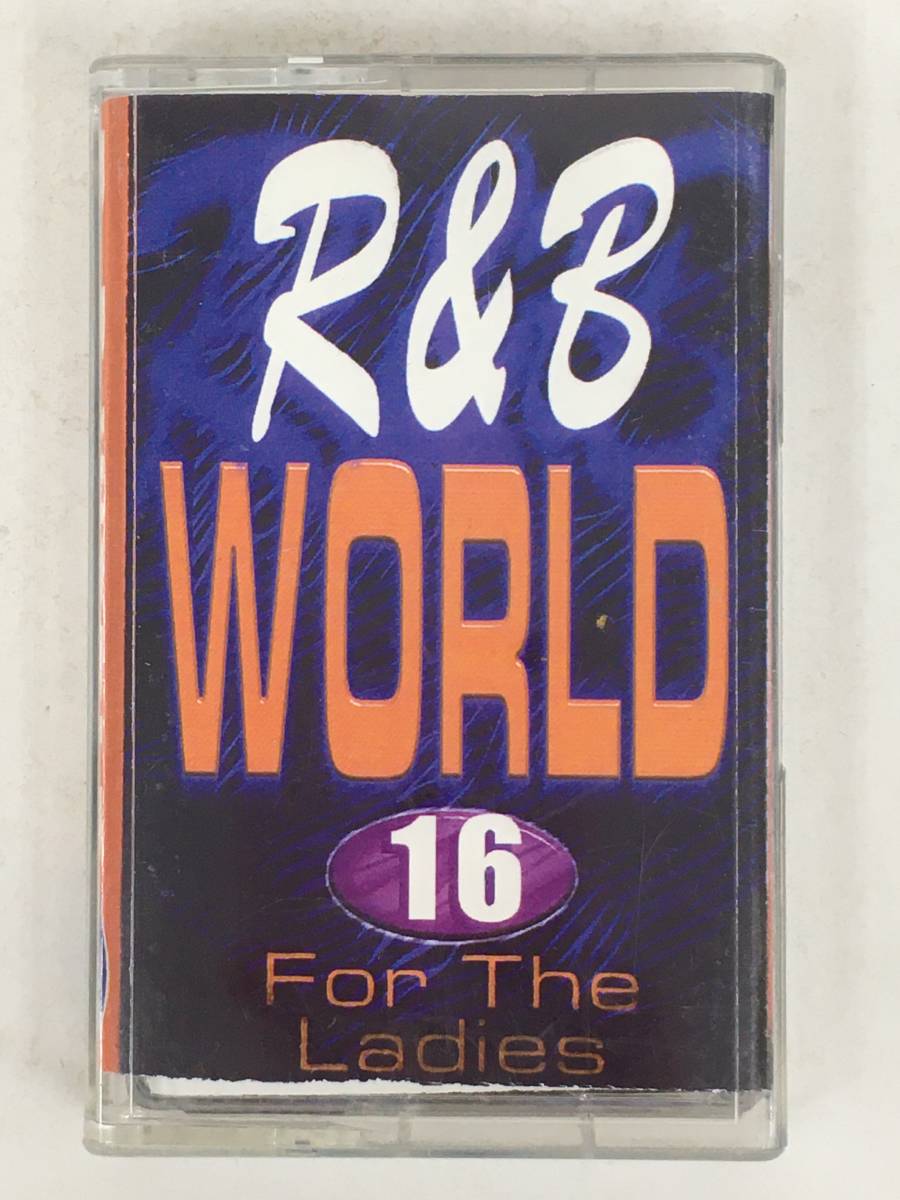 R&B
WORLD
16
For The
Ladies